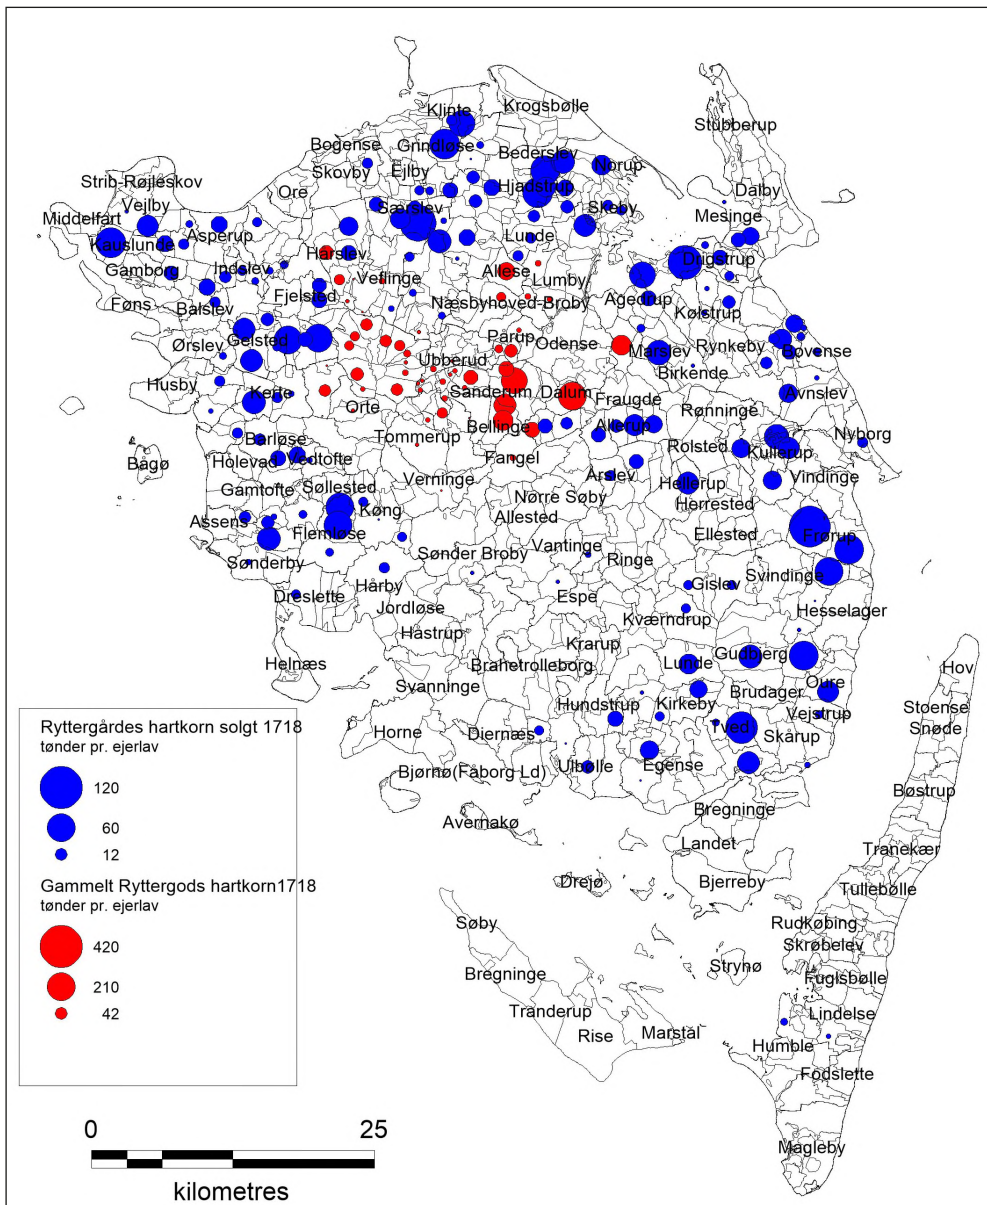 Klinte
Krogsbølle
Stubberup
Bogense
Grindløse
Bederslev
Skovby
Ejlby
Norup
Strib-Røjleskov
Ore
Hjadstrup
Dalby
Vejlby
Særslev
Skeby
Mesinge
Middelfart
Kauslunde
Asperup
Lunde
Harslev
Drigstrup
Gamborg
Indslev
Veflinge
Allese
Lumby
Føns
Balslev
Fjelsted
Næsbyhoved-Broby
Agedrup
Kølstrup
Ørslev
Gelsted
Parup
Odense
Marslev
Rynkeby
Bovense
Ubberud
Birkende
Husby
Kerte
Sanderum
Dalum
Fraugde
Avnslev
Orte
Rønninge
Barløse
Tommerup
Bellinge
Allerup
Nyborg
Bågø
Holevad
Vedtofte
Fangel
Rolsted
Kullerup
Gamtofte
Søllested
Verninge
Arslev
Hellerup
Vindinge
Køng
Nørre Søby
Herrested
Assens
Flemløse
Allested
Ellested
Frørup
Sønderby
Sønder Broby
Vantinge
Ringe
Svindinge
Dreslette
Hårby
Espe
Gislev
Jordløse
Kværndrup
Hesselager
Håstrup
Krarup
Helnæs
Brahetrolleborg
Lunde
Gudbjerg
Hov
Svanninge
Brudager
Oure
Hundstrup
Kirkeby
Vejstrup
Stoense
Horne
Diernæs
Tved
Skårup
Snøde
Bjørnø(Fåborg Ld)
Ulbølle
Egense
Bøstrup
Avernakø
Bregninge
Landet
Tranekær
Drejø
Bjerreby
Tullebølle
Søby
Rudkøbing
Skrøbelev
Bregninge
Strynø
Fuglsbølle
Tranderup
Lindelse
Rise
Marstal
Humble
Fodslette
Magleby
Ryttergårdes hartkorn solgt 1718
tønder pr. ejerlav
120
60
12
Gammelt Ryttergods hartkorn1718
tønder pr. ejerlav
420
210
42
0 25
kilometres